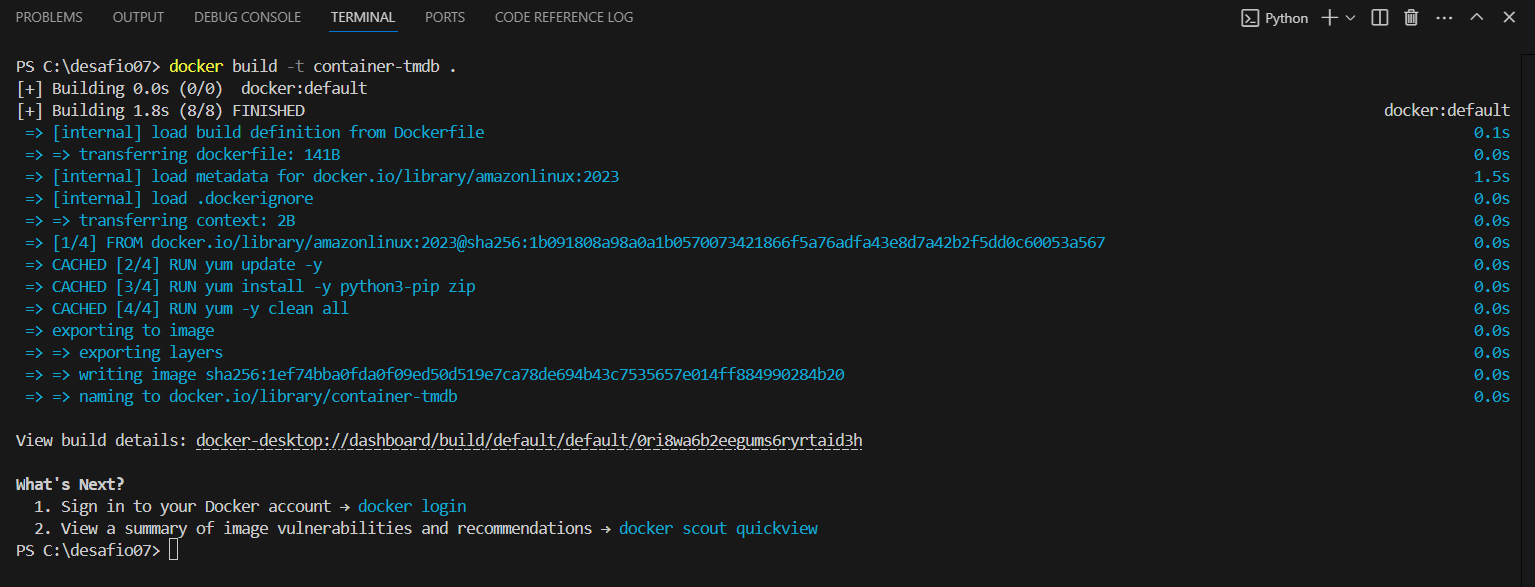 PROBLEMS OUTPUT DEBUG CONSOLE TERMINAL PORTS CODE REFERENCE LOG Python
PS C:\desafio07> docker build -t container-tmdb .
[+] Building 0.0s (0/0)  docker:default
[+] Building 1.8s (8/8) FINISHED docker:default
=> [internal] load build definition from Dockerfile 0.1s
=> => transferring dockerfile: 141B 0.0s
=> [internal] load metadata for docker.io/library/amazonlinux:2023 1.5s
=> [internal] load .dockerignore 0.0s
=> => transferring context: 2B 0.0s
=> [1/4] FROM docker.io/library/amazonlinux:2023@sha256:1b091808a98a0a1b0570073421866f5a76adfa43e8d7a42b2f5dd0c60053a567 0.0s
=> CACHED [2/4] RUN yum update -y 0.0s
=> CACHED [3/4] RUN yum install -y python3-pip zip 0.0s
=> CACHED [4/4] RUN yum -y clean all 0.0s
=> exporting to image 0.0s
=> => exporting layers 0.0s
=> => writing image sha256:1ef74bba0fda0f09ed50d519e7ca78de694b43c7535657e014ff884990284b20 0.0s
=> => naming to docker.io/library/container-tmdb 0.0s
View build details: docker-desktop://dashboard/build/default/default/0ri8wa6b2eegums6ryrtaid3h
What's Next?
1. Sign in to your Docker account → docker login
2. View a summary of image vulnerabilities and recommendations → docker scout quickview
PS C:\desafio07>